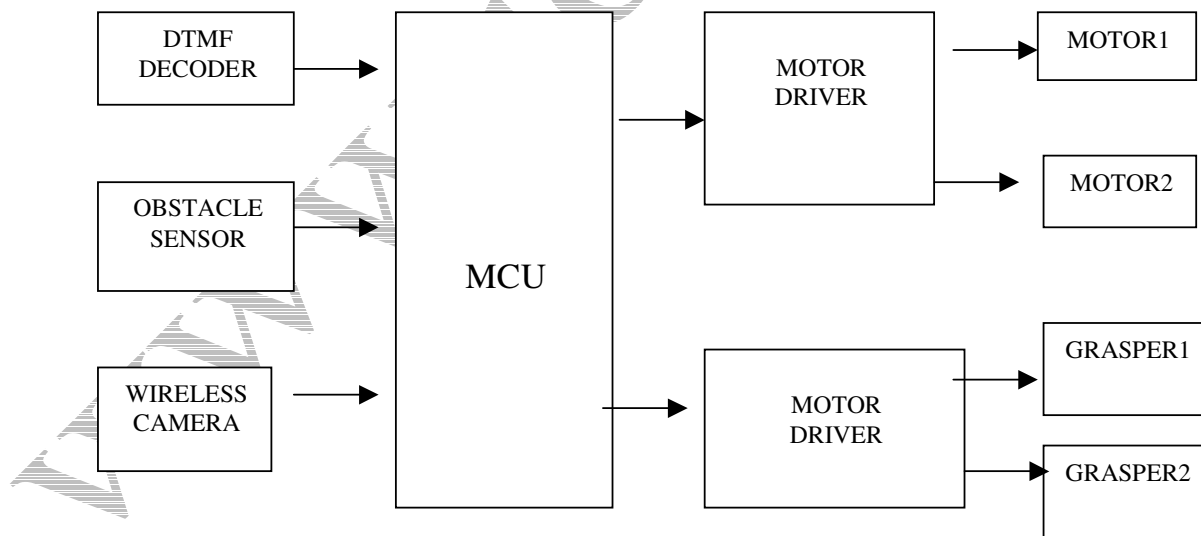 DTMF
DECODER
OBSTACLE
SENSOR
WIRELESS
CAMERA
MCU
MOTOR
DRIVER
MOTOR
DRIVER
MOTOR1
MOTOR2
GRASPER1
GRASPER2